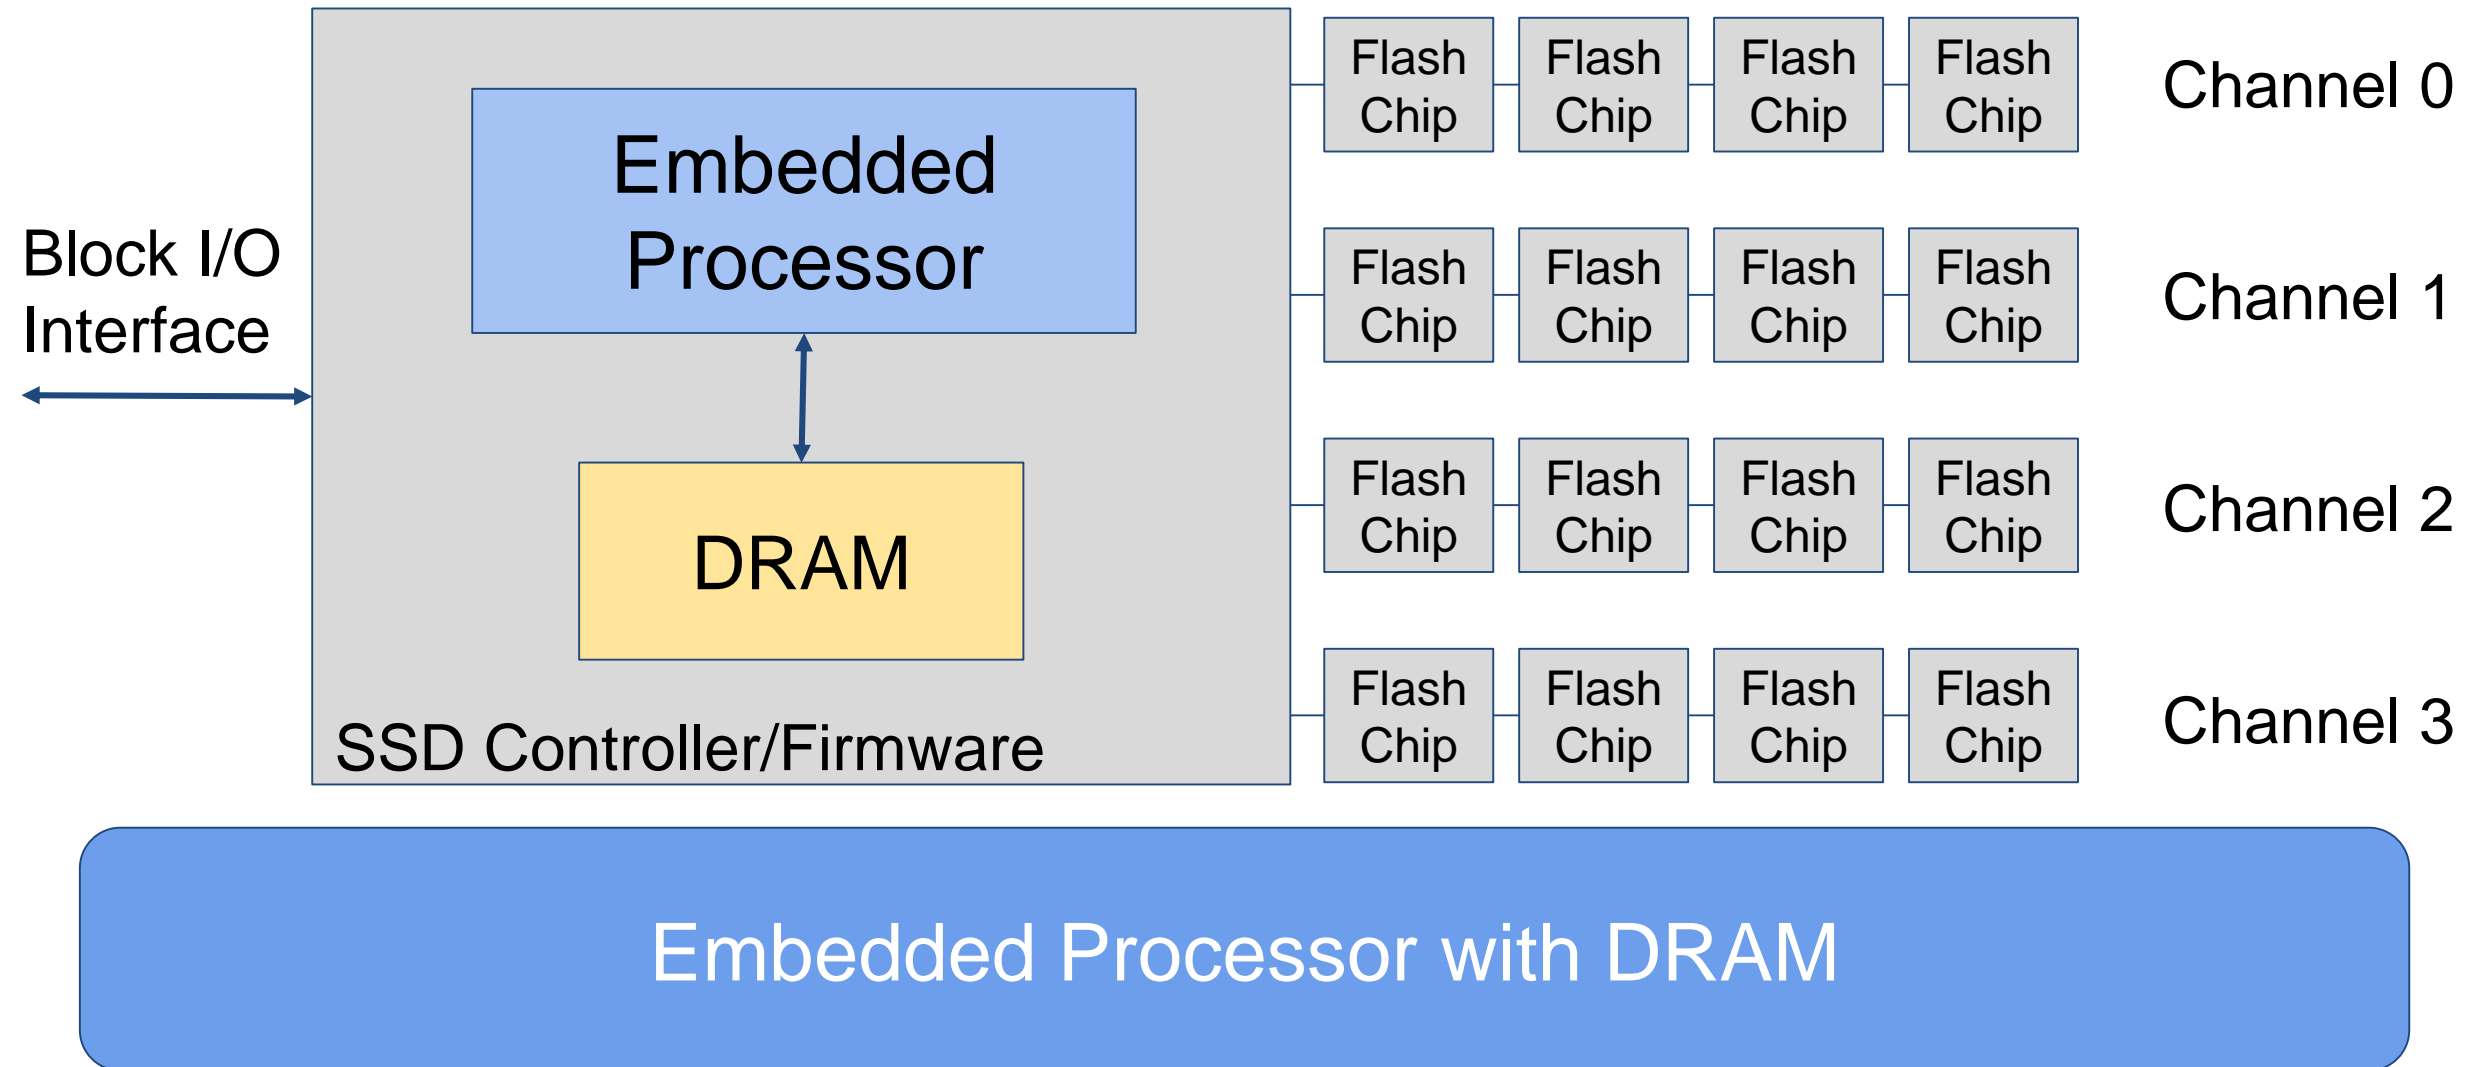 Block I/O
Interface
Embedded
Processor
DRAM
SSD Controller/Firmware
Flash
Chip
Flash
Chip
Flash
Chip
Flash
Chip
Channel 0
Flash
Chip
Flash
Chip
Flash
Chip
Flash
Chip
Channel 1
Flash
Chip
Flash
Chip
Flash
Chip
Flash
Chip
Channel 2
Flash
Chip
Flash
Chip
Flash
Chip
Flash
Chip
Channel 3
Embedded Processor with DRAM